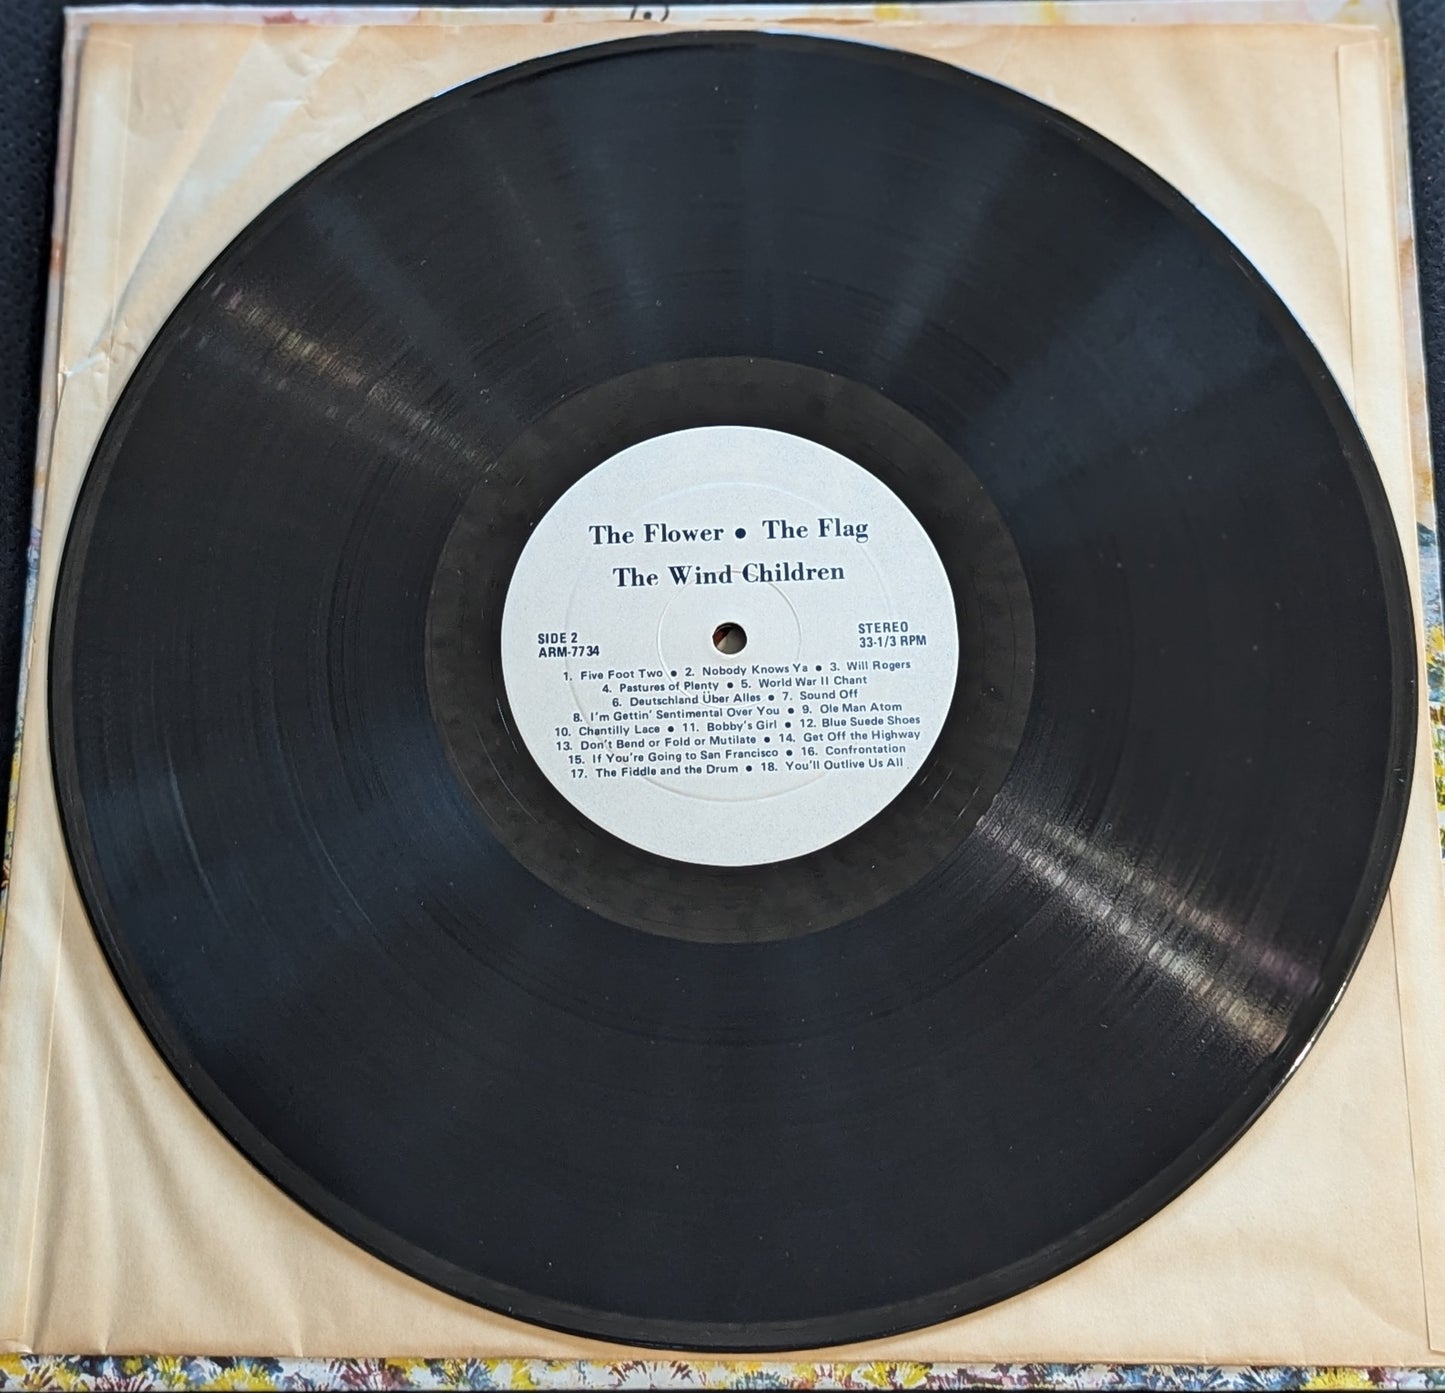 The Flower • The Flag
The Wind Children
SIDE 2
ARM-7734
STEREO
33-1/3 RPM
1. Five Foot Two • 2. Nobody Knows Ya • 3. Will Rogers
4. Pastures of Plenty • 5. World War II Chant
6. Deutschland Über Alles • 7. Sound Off
8. I'm Gettin' Sentimental Over You • 9. Ole Man Atom
10. Chantilly Lace • 11. Bobby's Girl • 12. Blue Suede Shoes
13. Don't Bend or Fold or Mutilate • 14. Get Off the Highway
15. If You're Going to San Francisco • 16. Confrontation
17. The Fiddle and the Drum • 18. You'll Outlive Us All